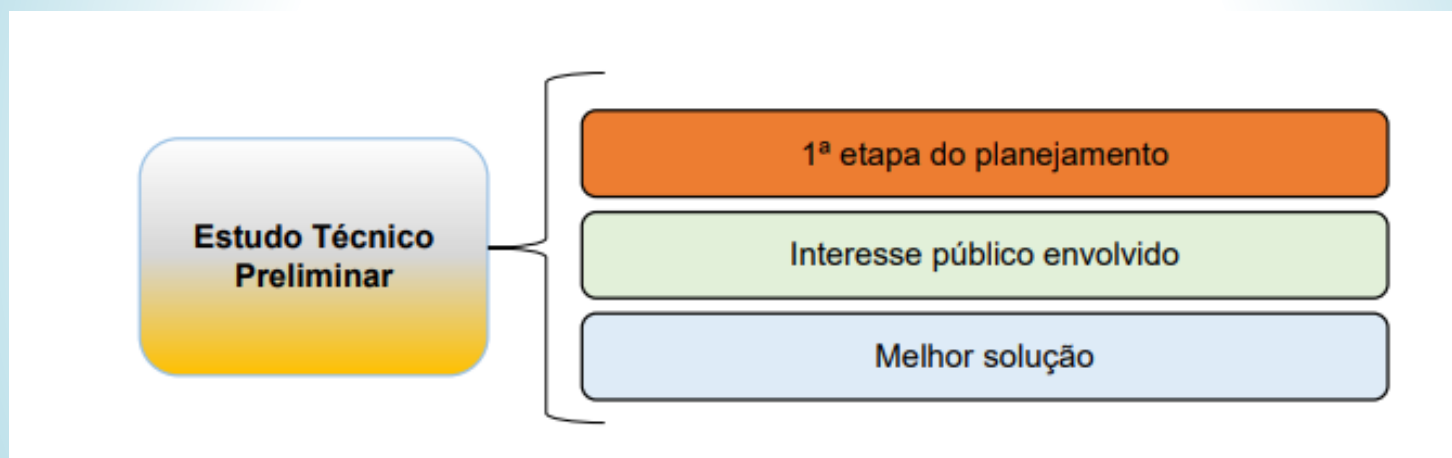 Estudo Técnico
Preliminar
1ª etapa do planejamento
Interesse público envolvido
Melhor solução